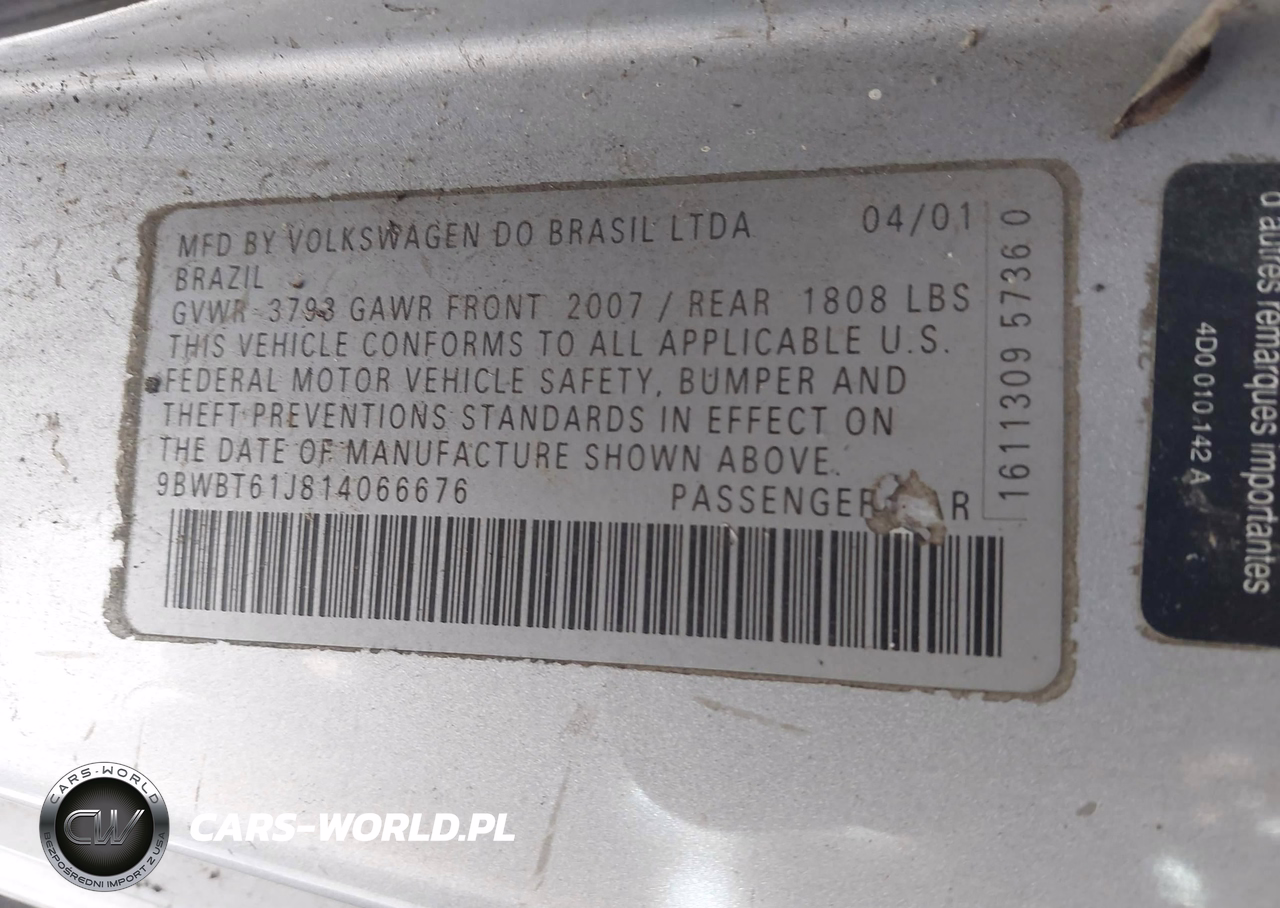 MFD BY VOLKSWAGEN DO BRASIL LTDA 04/01
BRAZIL
GVWR 3793 GAWR FRONT 2007 / REAR 1808 LBS
THIS VEHICLE CONFORMS TO ALL APPLICABLE U.S.
FEDERAL MOTOR VEHICLE SAFETY, BUMPER AND
THEFT PREVENTIONS STANDARDS IN EFFECT ON
THE DATE OF MANUFACTURE SHOWN ABOVE.
9BWBT61J814066676 PASSENGER
1611309 5736 0
autres remarques importantes
4D0 010 142 A
CARS-WORLD
CW
BEZPOŚREDNI IMPORT Z USA
CARS-WORLD.PL